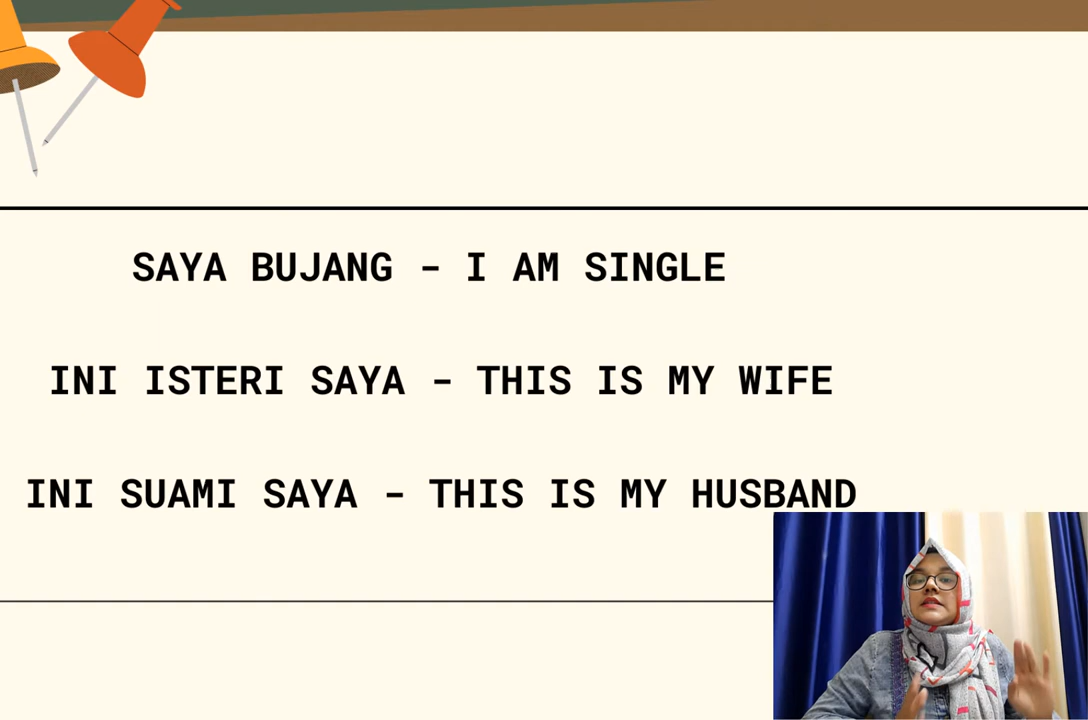 SAYA BUJANG - I AM SINGLE
INI ISTERI SAYA - THIS IS MY WIFE
INI SUAMI SAYA - THIS IS MY HUSBAND